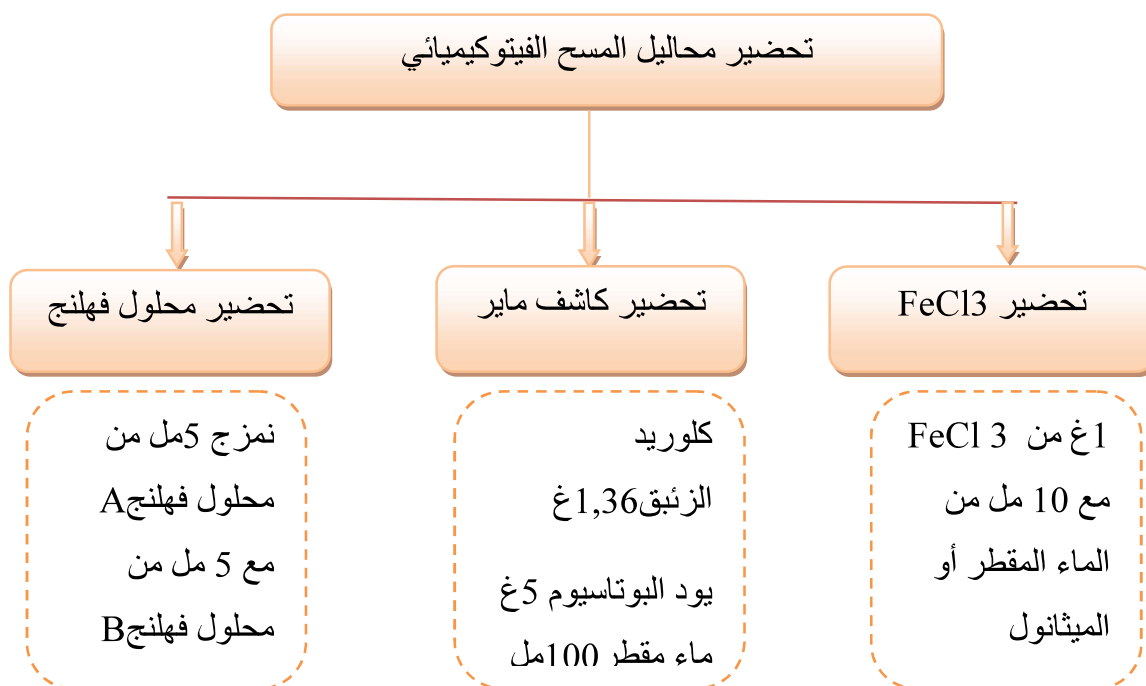 تحضير محاليل المسح الفيتوكيميائي
تحضير FeCl3
تحضير كاشف ماير
تحضير محلول فهلنج
1غ من FeCl 3
مع 10 مل من
الماء المقطر أو
الميثانول
كلوريد
الزئبق1,36غ
يود البوتاسيوم 5غ
ماء مقطر 100مل
نمزج 5مل من
محلول فهلنجA
مع 5 مل من
محلول فهلنجB